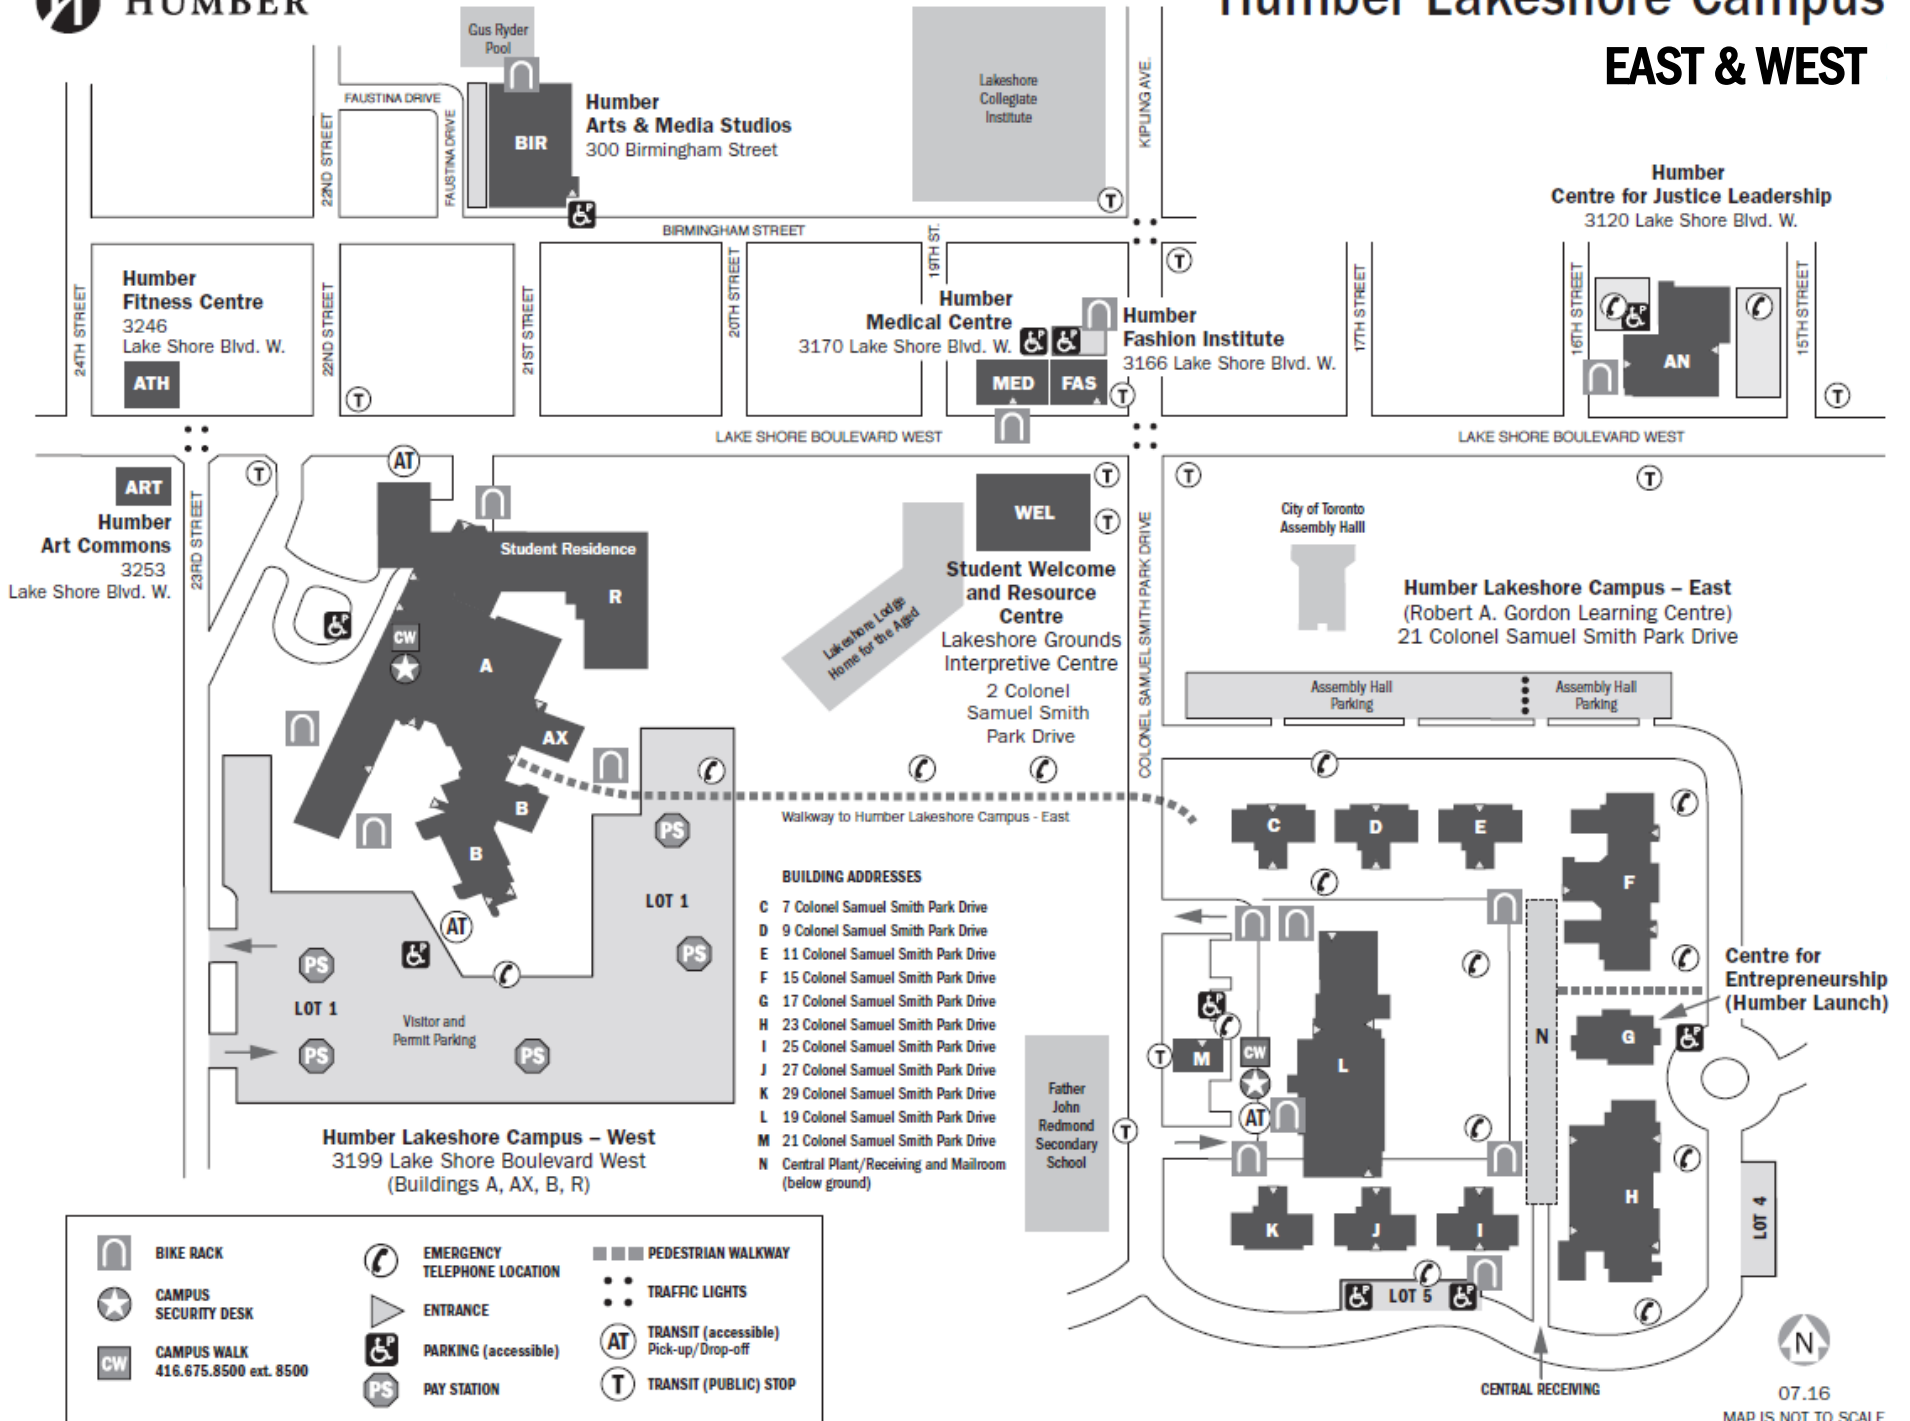 HUMBER
Humber Lakeshore Campus
EAST & WEST
Gus Ryder
Pool
FAUSTINA DRIVE
FAUSTINA DRIVE
22ND STREET
BIR
Humber
Arts & Media Studios
300 Birmingham Street
Lakeshore
Collegiate
Institute
KIPLING AVE.
T
Humber
Centre for Justice Leadership
3120 Lake Shore Blvd. W.
BIRMINGHAM STREET
24TH STREET
Humber
Fitness Centre
3246
Lake Shore Blvd. W.
ATH
22ND STREET
T
21ST STREET
20TH STREET
19TH ST.
Humber
Medical Centre
3170 Lake Shore Blvd. W.
MED
FAS
T
T
Humber
Fashion Institute
3166 Lake Shore Blvd. W.
17TH STREET
16TH STREET
P
P
P
AN
15TH STREET
T
LAKE SHORE BOULEVARD WEST
LAKE SHORE BOULEVARD WEST
ART
Humber
Art Commons
3253
Lake Shore Blvd. W.
23RD STREET
T
AT
Student Residence
R
P
CW
A
AX
B
B
WEL
T
T
T
T
Student Welcome
and Resource
Centre
Lakeshore Grounds
Interpretive Centre
2 Colonel
Samuel Smith
Park Drive
Lakeshore Lodge
Home for the Aged
COLONEL SAMUEL SMITH PARK DRIVE
City of Toronto
Assembly Halll
Humber Lakeshore Campus – East
(Robert A. Gordon Learning Centre)
21 Colonel Samuel Smith Park Drive
Assembly Hall
Parking
Assembly Hall
Parking
Walkway to Humber Lakeshore Campus - East
PS
LOT 1
PS
AT
P
PS
LOT 1
PS
Visitor and
Permit Parking
PS
Humber Lakeshore Campus – West
3199 Lake Shore Boulevard West
(Buildings A, AX, B, R)
BUILDING ADDRESSES
C 7 Colonel Samuel Smith Park Drive
D 9 Colonel Samuel Smith Park Drive
E 11 Colonel Samuel Smith Park Drive
F 15 Colonel Samuel Smith Park Drive
G 17 Colonel Samuel Smith Park Drive
H 23 Colonel Samuel Smith Park Drive
I 25 Colonel Samuel Smith Park Drive
J 27 Colonel Samuel Smith Park Drive
K 29 Colonel Samuel Smith Park Drive
L 19 Colonel Samuel Smith Park Drive
M 21 Colonel Samuel Smith Park Drive
N Central Plant/Receiving and Mailroom
(below ground)
Father
John
Redmond
Secondary
School
T
T
C
D
E
F
P
M
CW
AT
L
N
G
P
Centre for
Entrepreneurship
(Humber Launch)
H
LOT 4
K
J
I
P
LOT 5
P
CENTRAL RECEIVING
N
07.16
MAP IS NOT TO SCALE
BIKE RACK
CAMPUS
SECURITY DESK
CW
CAMPUS WALK
416.675.8500 ext. 8500
EMERGENCY
TELEPHONE LOCATION
ENTRANCE
P
PARKING (accessible)
PS
PAY STATION
PEDESTRIAN WALKWAY
TRAFFIC LIGHTS
AT
TRANSIT (accessible)
Pick-up/Drop-off
T
TRANSIT (PUBLIC) STOP